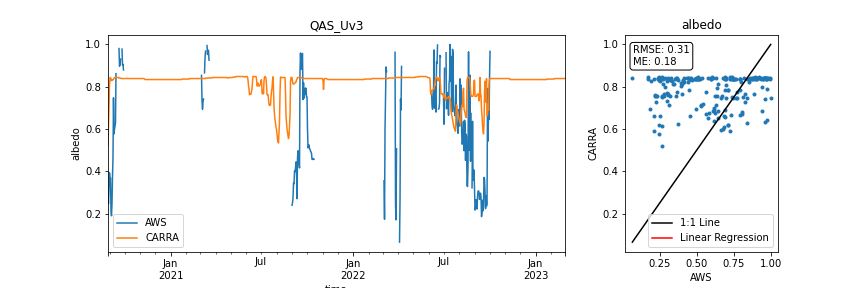 QAS_Uv3
albedo
1.0
0.8
0.6
0.4
0.2
albedo
AWS
CARRA
Jan
2021
Jul
Jan
2022
Jul
Jan
2023
time
albedo
RMSE: 0.31
ME: 0.18
1.0
0.8
0.6
0.4
0.2
CARRA
1:1 Line
Linear Regression
0.25
0.50
0.75
1.00
AWS